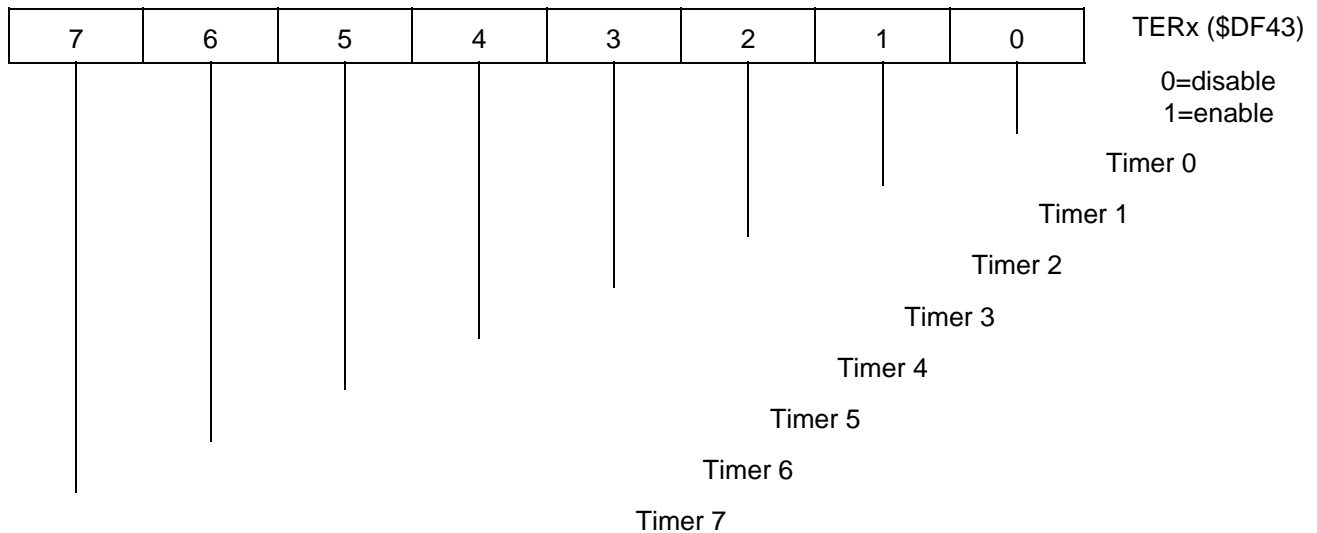 7 6 5 4 3 2 1 0 TERx ($DF43)
0=disable
1=enable
Timer 0
Timer 1
Timer 2
Timer 3
Timer 4
Timer 5
Timer 6
Timer 7